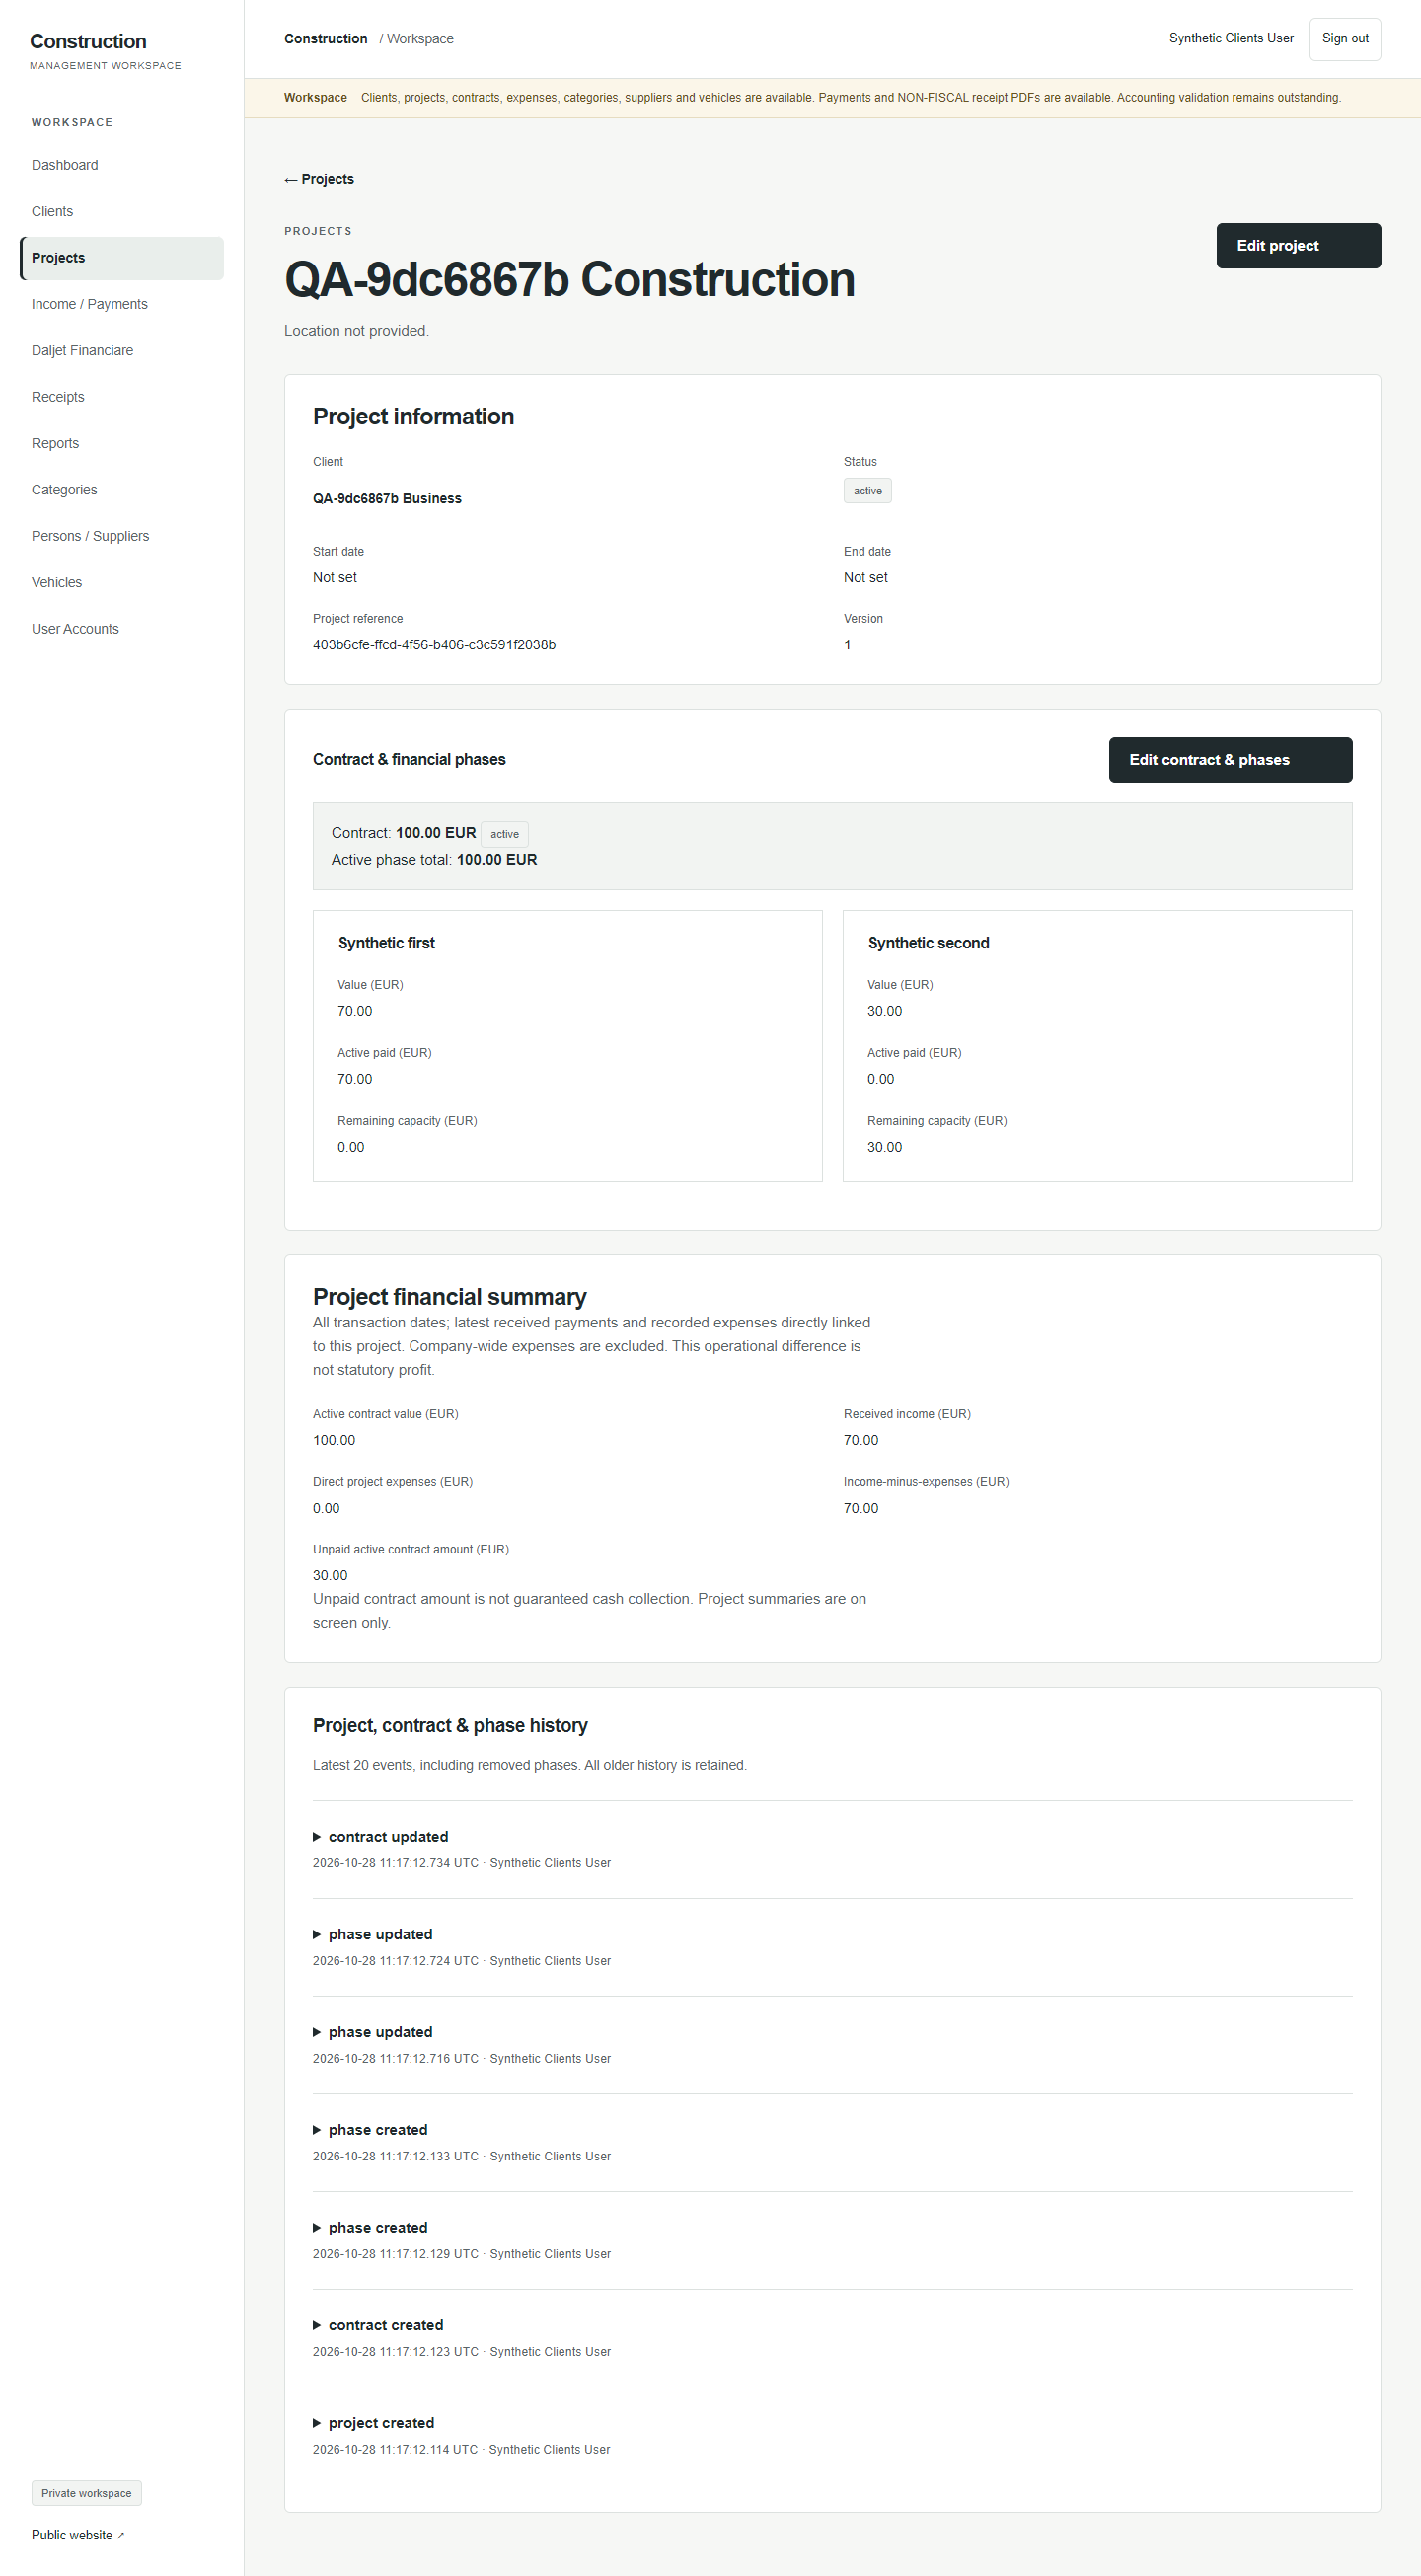 Construction
MANAGEMENT WORKSPACE
WORKSPACE
Dashboard
Clients
Projects
Income / Payments
Daljet Financiare
Receipts
Reports
Categories
Persons / Suppliers
Vehicles
User Accounts
Private workspace
Public website ↗
Construction / Workspace
Synthetic Clients User
Sign out
Workspace Clients, projects, contracts, expenses, categories, suppliers and vehicles are available. Payments and NON-FISCAL receipt PDFs are available. Accounting validation remains outstanding.
← Projects
PROJECTS
Edit project
QA-9dc6867b Construction
Location not provided.
Project information
Client
QA-9dc6867b Business
Status
active
Start date
Not set
End date
Not set
Project reference
403b6cfe-ffcd-4f56-b406-c3c591f2038b
Version
1
Contract & financial phases
Edit contract & phases
Contract: 100.00 EUR active
Active phase total: 100.00 EUR
Synthetic first
Value (EUR)
70.00
Active paid (EUR)
70.00
Remaining capacity (EUR)
0.00
Synthetic second
Value (EUR)
30.00
Active paid (EUR)
0.00
Remaining capacity (EUR)
30.00
Project financial summary
All transaction dates; latest received payments and recorded expenses directly linked
to this project. Company-wide expenses are excluded. This operational difference is
not statutory profit.
Active contract value (EUR)
100.00
Received income (EUR)
70.00
Direct project expenses (EUR)
0.00
Income-minus-expenses (EUR)
70.00
Unpaid active contract amount (EUR)
30.00
Unpaid contract amount is not guaranteed cash collection. Project summaries are on
screen only.
Project, contract & phase history
Latest 20 events, including removed phases. All older history is retained.
▶ contract updated
2026-10-28 11:17:12.734 UTC · Synthetic Clients User
▶ phase updated
2026-10-28 11:17:12.724 UTC · Synthetic Clients User
▶ phase updated
2026-10-28 11:17:12.716 UTC · Synthetic Clients User
▶ phase created
2026-10-28 11:17:12.133 UTC · Synthetic Clients User
▶ phase created
2026-10-28 11:17:12.129 UTC · Synthetic Clients User
▶ contract created
2026-10-28 11:17:12.123 UTC · Synthetic Clients User
▶ project created
2026-10-28 11:17:12.114 UTC · Synthetic Clients User